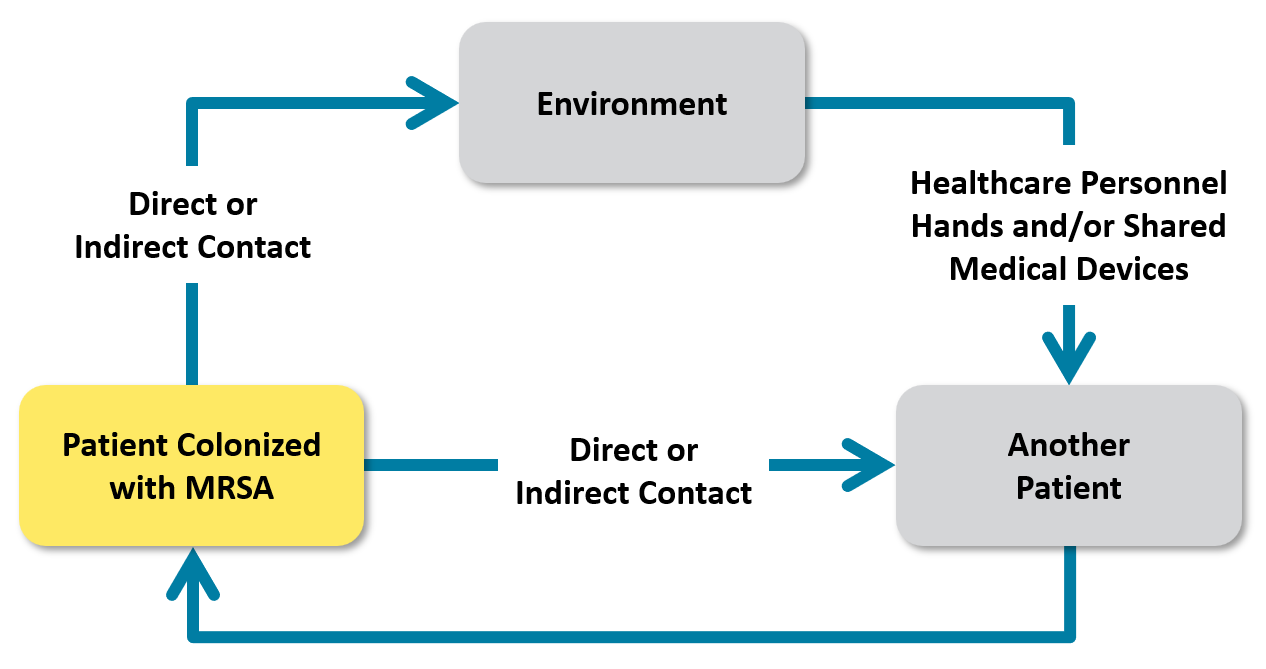 Environment
Direct or
Indirect Contact
Healthcare Personnel
Hands and/or Shared
Medical Devices
Patient Colonized
with MRSA
Direct or
Indirect Contact
Another
Patient